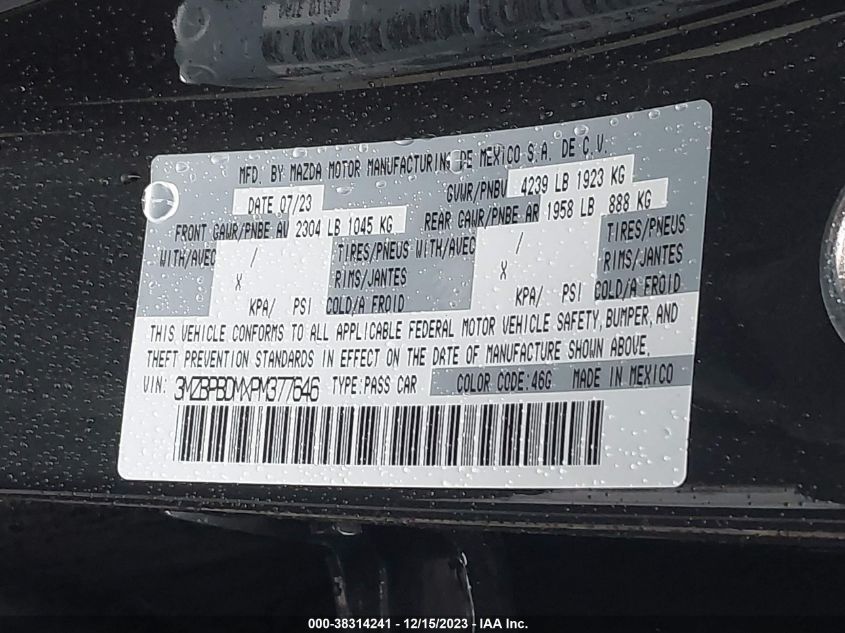 MFD. BY MAZDA MOTOR MANUFACTURING DE MEXICO S.A. DE C.V.
DATE 07/23 GVWR/PNBV 4239 LB 1923 KG
FRONT GAWR/PNBE AV 2304 LB 1045 KG REAR GAWR/PNBE AR 1958 LB 888 KG
WITH/AVEC / TIRES/PNEUS WITH/AVEC / TIRES/PNEUS
X RIMS/JANTES X RIMS/JANTES
KPA/ PSI COLD/A FROID KPA/ PSI COLD/A FROID
THIS VEHICLE CONFORMS TO ALL APPLICABLE FEDERAL MOTOR VEHICLE SAFETY, BUMPER, AND
THEFT PREVENTION STANDARDS IN EFFECT ON THE DATE OF MANUFACTURE SHOWN ABOVE.
VIN: 3MZBPBDMXPM377646 TYPE:PASS CAR COLOR CODE:46G MADE IN MEXICO
000-38314241 - 12/15/2023 - IAA Inc.